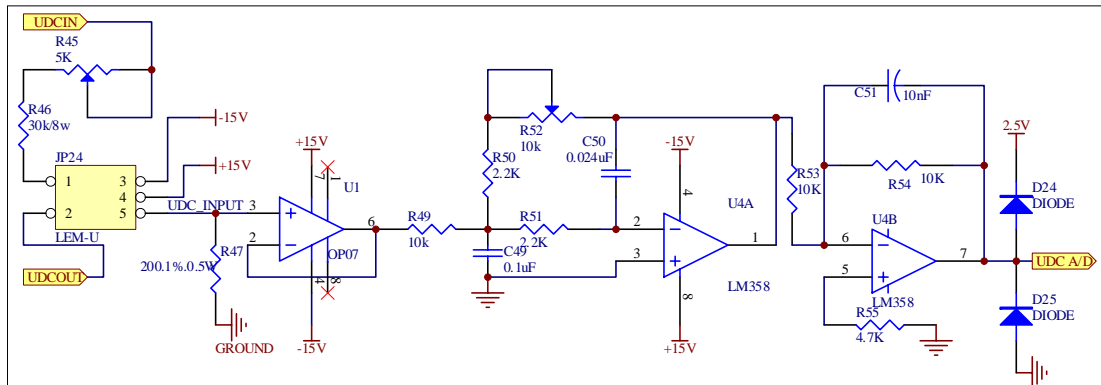 UDCIN
R45
5K
R46
30k/8w
-15V
+15V
JP24
1
2
3
4
5
LEM-U
UDCOUT
UDC_INPUT
R47
200.1%.0.5W
GROUND
+15V
7
1
U1
3
2
6
OP07
4
8
-15V
R49
10k
R50
2.2K
R52
10k
C50
0.024uF
R51
2.2K
C49
0.1uF
-15V
4
U4A
2
3
1
LM358
8
+15V
R53
10K
C51
10nF
R54
10K
U4B
6
5
7
LM358
R55
4.7K
2.5V
D24
DIODE
UDC A/D
D25
DIODE